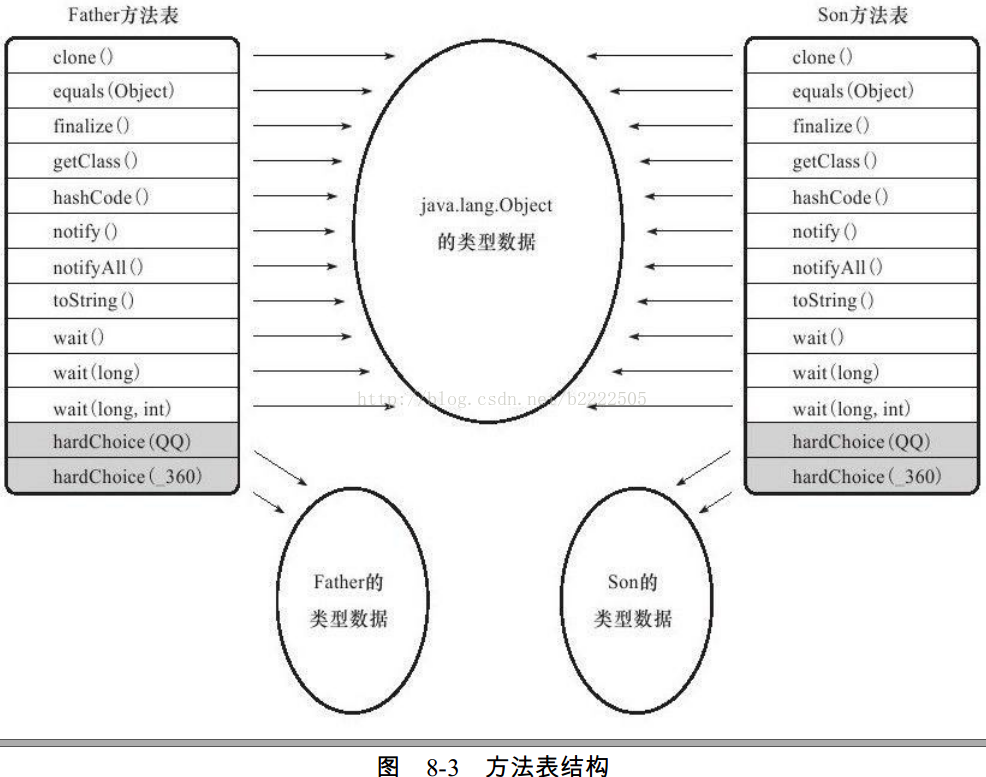 Father方法表
clone()
equals(Object)
finalize()
getClass()
hashCode()
notify()
notifyAll()
toString()
wait()
wait(long)
wait(long, int)
hardChoice(QQ)
hardChoice(_360)
java.lang.Object
的类型数据
http://blog.csdn.net/b2222505
Father的
类型数据
Son的
类型数据
Son方法表
clone()
equals(Object)
finalize()
getClass()
hashCode()
notify()
notifyAll()
toString()
wait()
wait(long)
wait(long, int)
hardChoice(QQ)
hardChoice(_360)
图 8-3 方法表结构